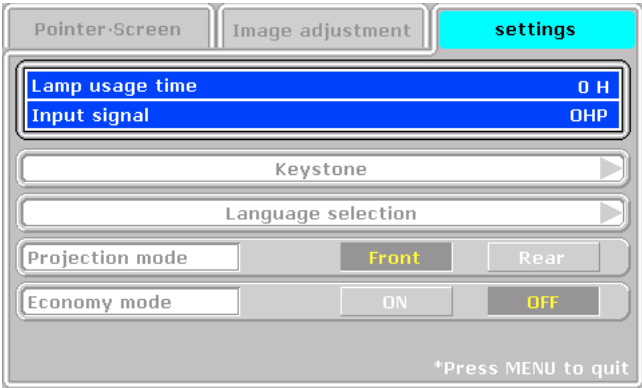 Pointer·Screen Image adjustment settings
Lamp usage time 0 H
Input signal OHP
Keystone
Language selection
Projection mode Front Rear
Economy mode ON OFF
*Press MENU to quit